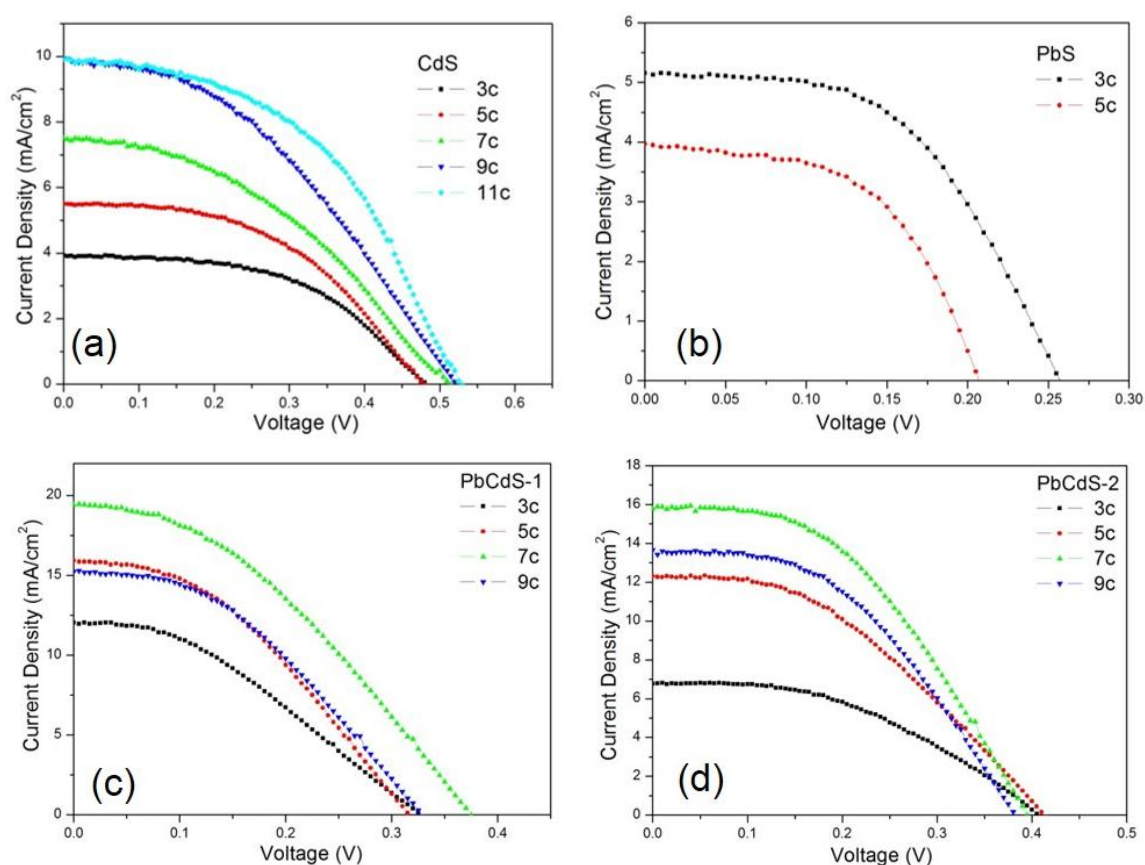 CdS
3c
5c
7c
9c
11c
(a)
10
8
6
4
2
0
0.0 0.1 0.2 0.3 0.4 0.5 0.6
Voltage (V)
Current Density (mA/cm²)
PbS
3c
5c
(b)
6
5
4
3
2
1
0
0.00 0.05 0.10 0.15 0.20 0.25 0.30
Voltage (V)
Current Density (mA/cm²)
PbCdS-1
3c
5c
7c
9c
(c)
20
15
10
5
0
0.0 0.1 0.2 0.3 0.4
Voltage (V)
Current Density (mA/cm²)
PbCdS-2
3c
5c
7c
9c
(d)
18
16
14
12
10
8
6
4
2
0
0.0 0.1 0.2 0.3 0.4 0.5
Voltage (V)
Current Density (mA/cm²)